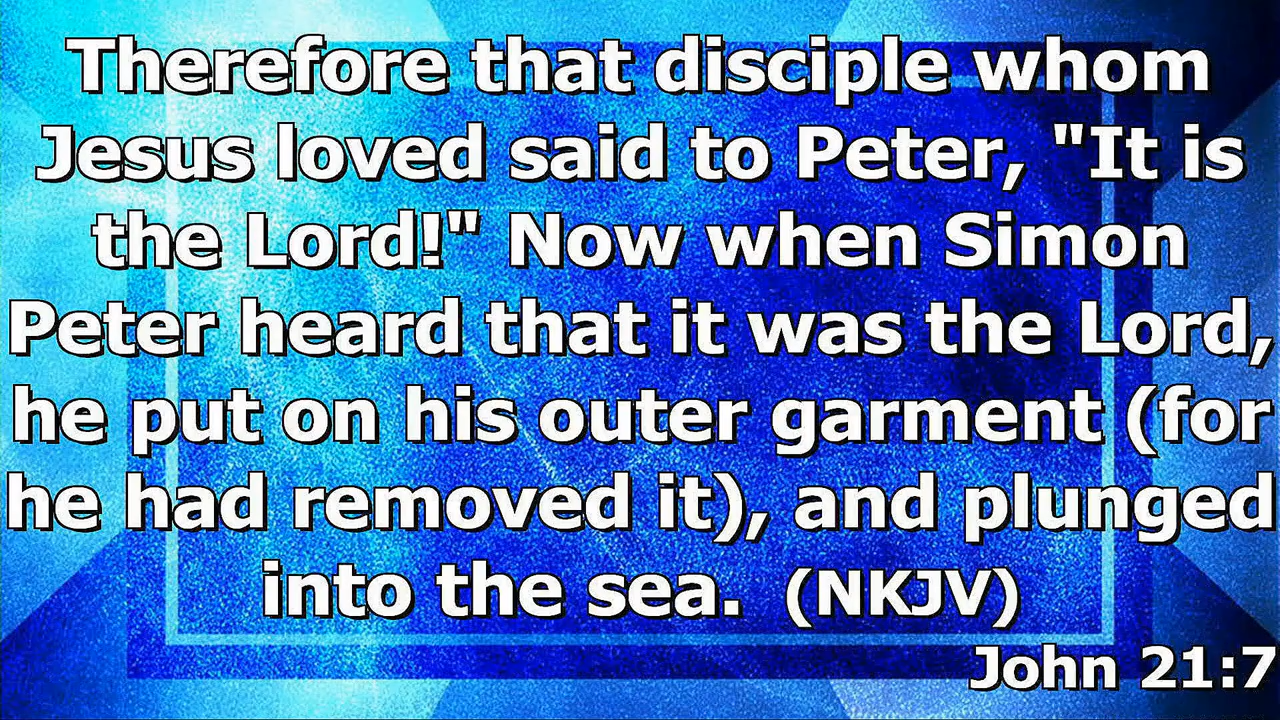 Therefore that disciple whom
Jesus loved said to Peter, "It is
the Lord!" Now when Simon
Peter heard that it was the Lord,
he put on his outer garment (for
he had removed it), and plunged
into the sea. (NKJV)
John 21:7